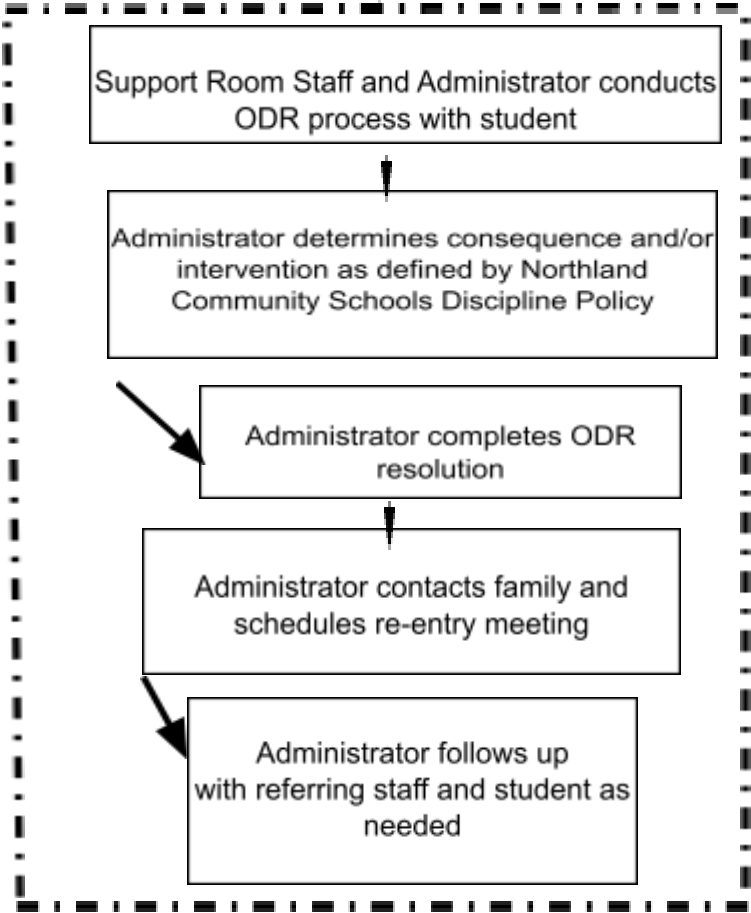 Support Room Staff and Administrator conducts
ODR process with student
Administrator determines consequence and/or
intervention as defined by Northland
Community Schools Discipline Policy
Administrator completes ODR
resolution
Administrator contacts family and
schedules re-entry meeting
Administrator follows up
with referring staff and student as
needed